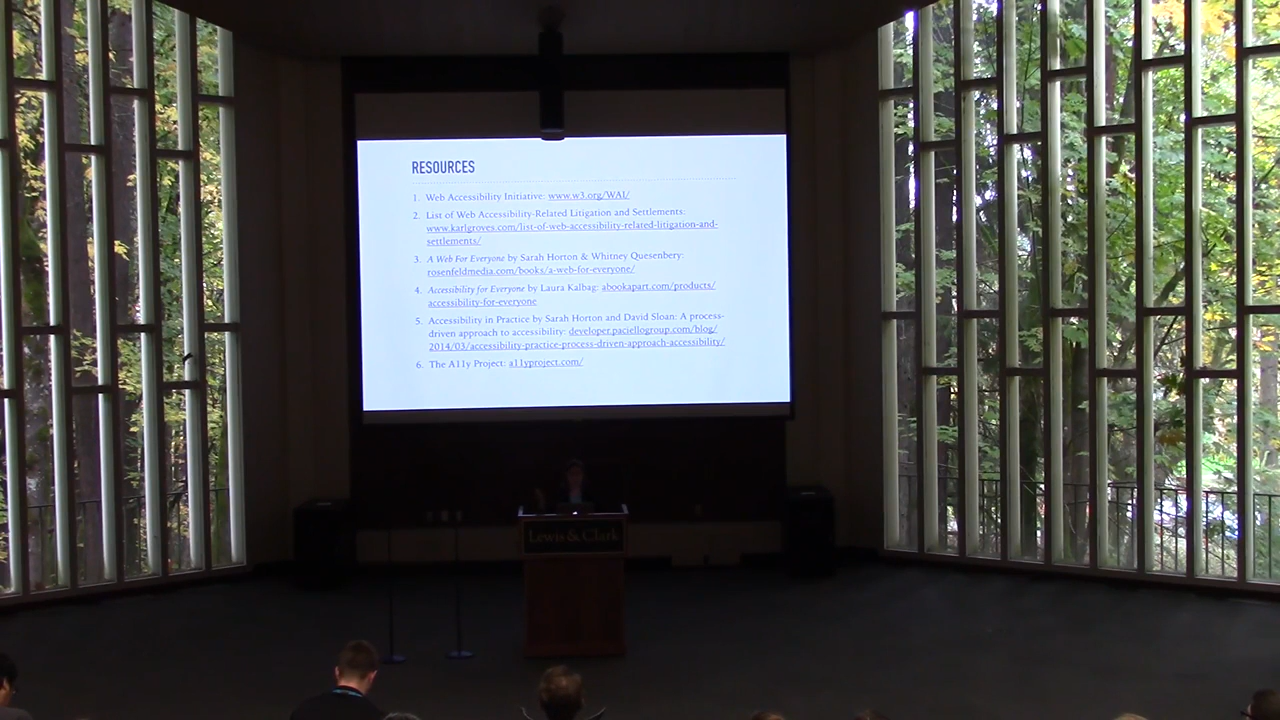 RESOURCES
1. Web Accessibility Initiative: www.w3.org/WAI/
2. List of Web Accessibility-Related Litigation and Settlements:
www.karlgroves.com/list-of-web-accessibility-related-litigation-and-
settlements/
3. A Web For Everyone by Sarah Horton & Whitney Quesenbery:
rosenfeldmedia.com/books/a-web-for-everyone/
4. Accessibility for Everyone by Laura Kalbag: abookapart.com/products/
accessibility-for-everyone
5. Accessibility in Practice by Sarah Horton and David Sloan: A process-
driven approach to accessibility: developer.paciellogroup.com/blog/
2014/03/accessibility-practice-process-driven-approach-accessibility/
6. The A11y Project: a11yproject.com/
Lewis & Clark